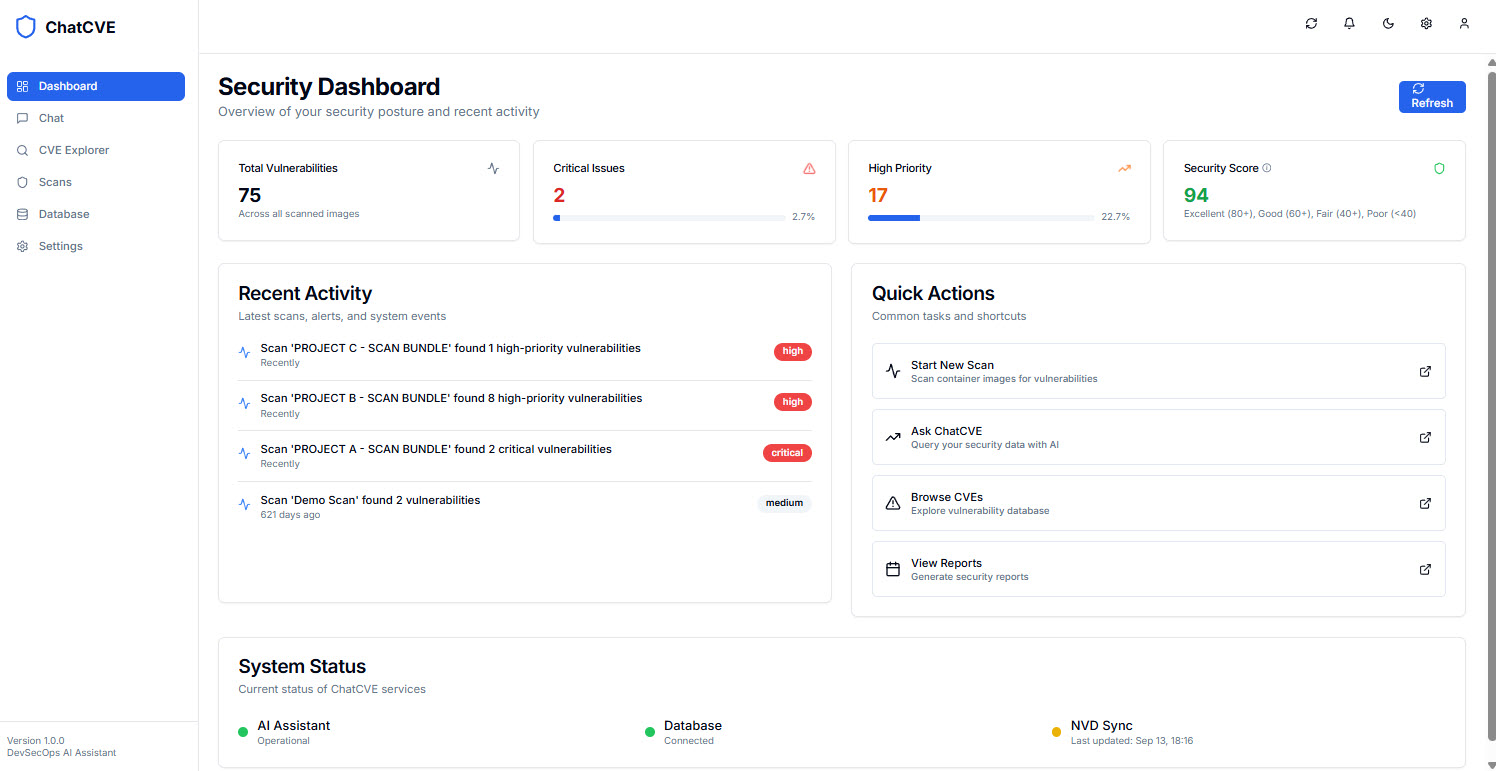 ChatCVE
Dashboard
Chat
CVE Explorer
Scans
Database
Settings
Version 1.0.0
DevSecOps AI Assistant
Security Dashboard
Overview of your security posture and recent activity
Refresh
Total Vulnerabilities
75
Across all scanned images
Critical Issues
2
2.7%
High Priority
17
22.7%
Security Score
94
Excellent (80+), Good (60+), Fair (40+), Poor (<40)
Recent Activity
Latest scans, alerts, and system events
Scan 'PROJECT C - SCAN BUNDLE' found 1 high-priority vulnerabilities
Recently
high
Scan 'PROJECT B - SCAN BUNDLE' found 8 high-priority vulnerabilities
Recently
high
Scan 'PROJECT A - SCAN BUNDLE' found 2 critical vulnerabilities
Recently
critical
Scan 'Demo Scan' found 2 vulnerabilities
621 days ago
medium
Quick Actions
Common tasks and shortcuts
Start New Scan
Scan container images for vulnerabilities
Ask ChatCVE
Query your security data with AI
Browse CVEs
Explore vulnerability database
View Reports
Generate security reports
System Status
Current status of ChatCVE services
AI Assistant
Operational
Database
Connected
NVD Sync
Last updated: Sep 13, 18:16